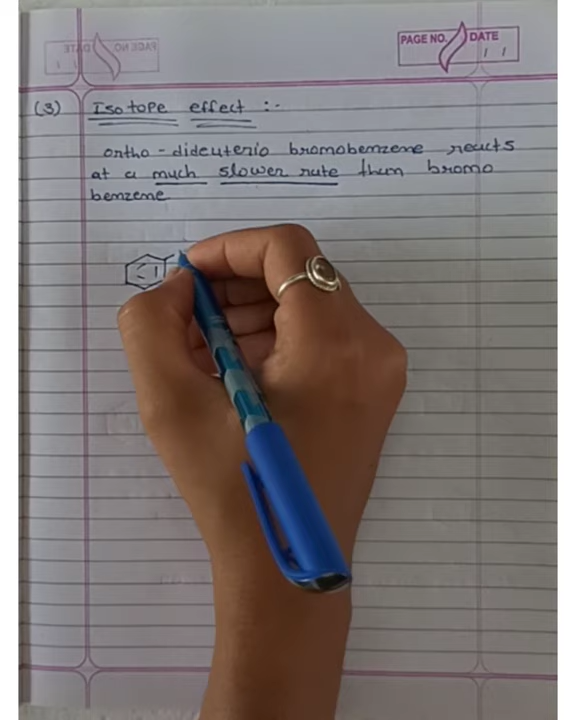 PAGE NO. DATE
/ /
(3) Isotope effect :-
ortho - dideuterio bromobenzene reacts
at a much slower rate than bromo
benzene